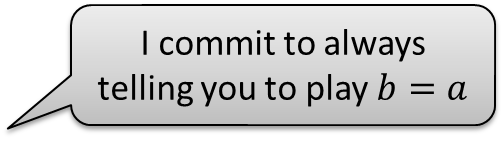 I commit to always
telling you to play b = a